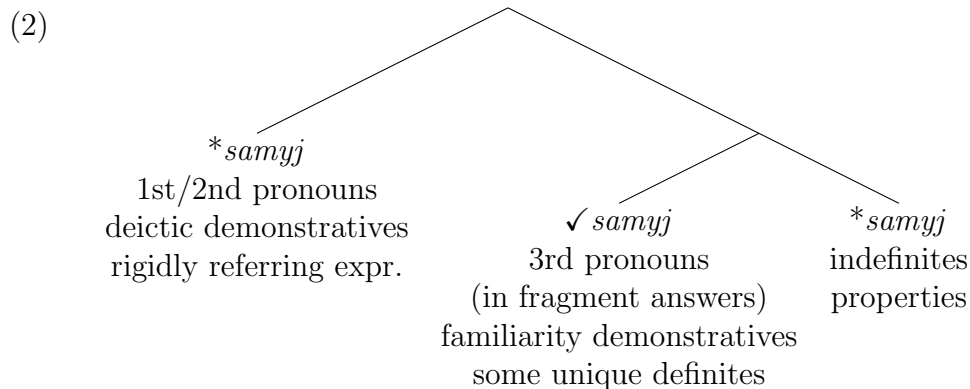 (2)
*samyj
1st/2nd pronouns
deictic demonstratives
rigidly referring expr.
✓samyj
3rd pronouns
(in fragment answers)
familiarity demonstratives
some unique definites
*samyj
indefinites
properties